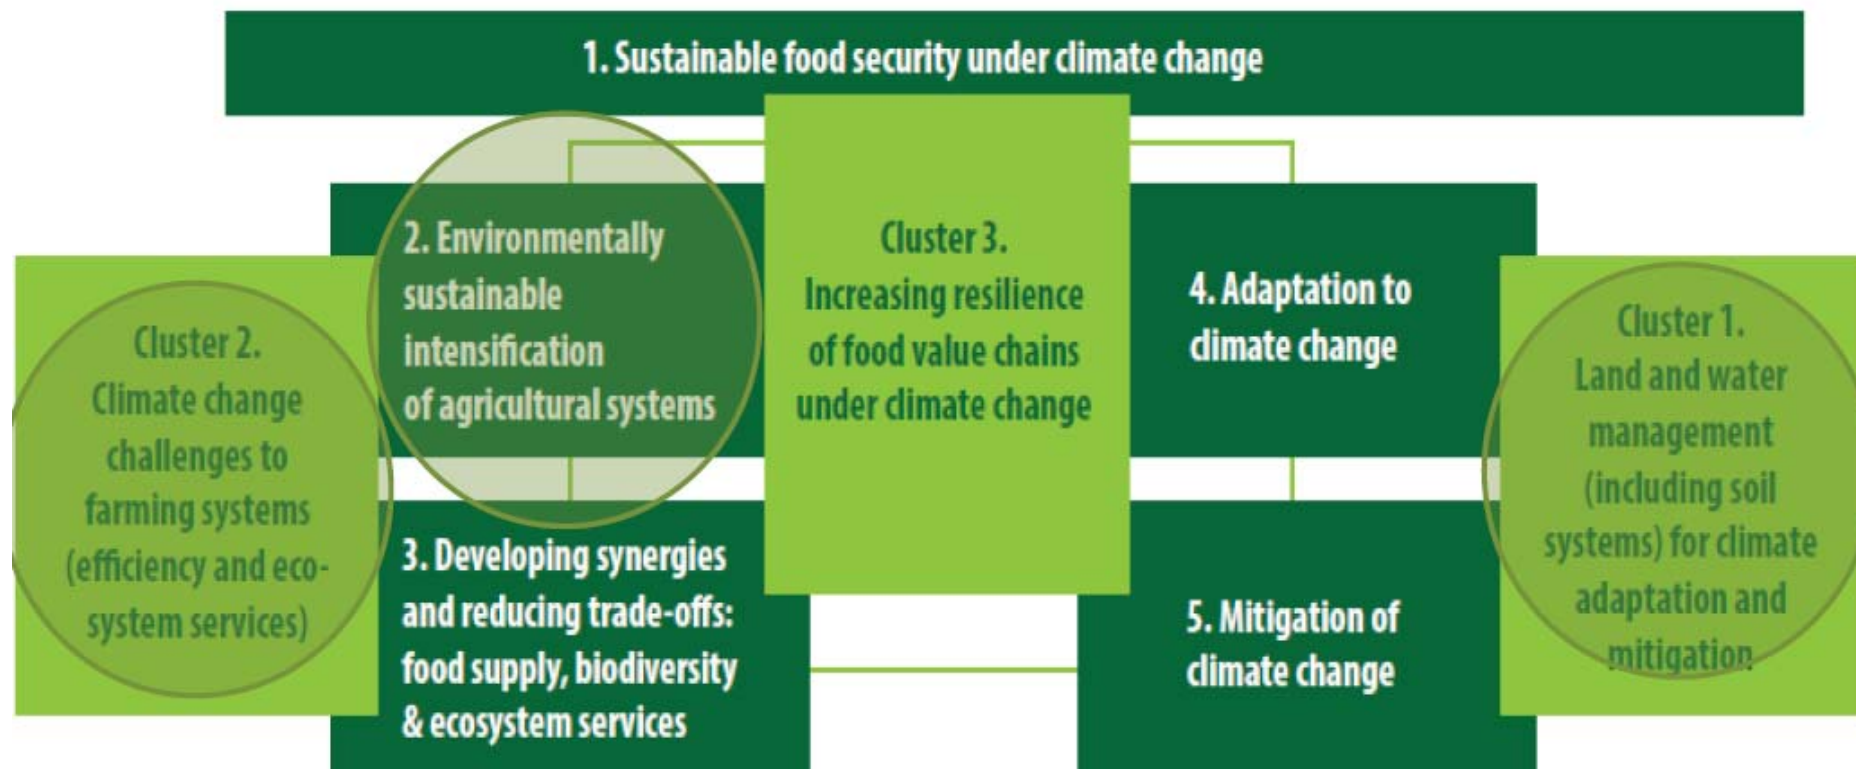 1. Sustainable food security under climate change
2. Environmentally
sustainable
intensification
of agricultural systems
Cluster 3.
Increasing resilience
of food value chains
under climate change
4. Adaptation to
climate change
Cluster 2.
Climate change
challenges to
farming systems
(efficiency and eco-
system services)
Cluster 1.
Land and water
management
(including soil
systems) for climate
adaptation and
mitigation
3. Developing synergies
and reducing trade-offs:
food supply, biodiversity
& ecosystem services
5. Mitigation of
climate change